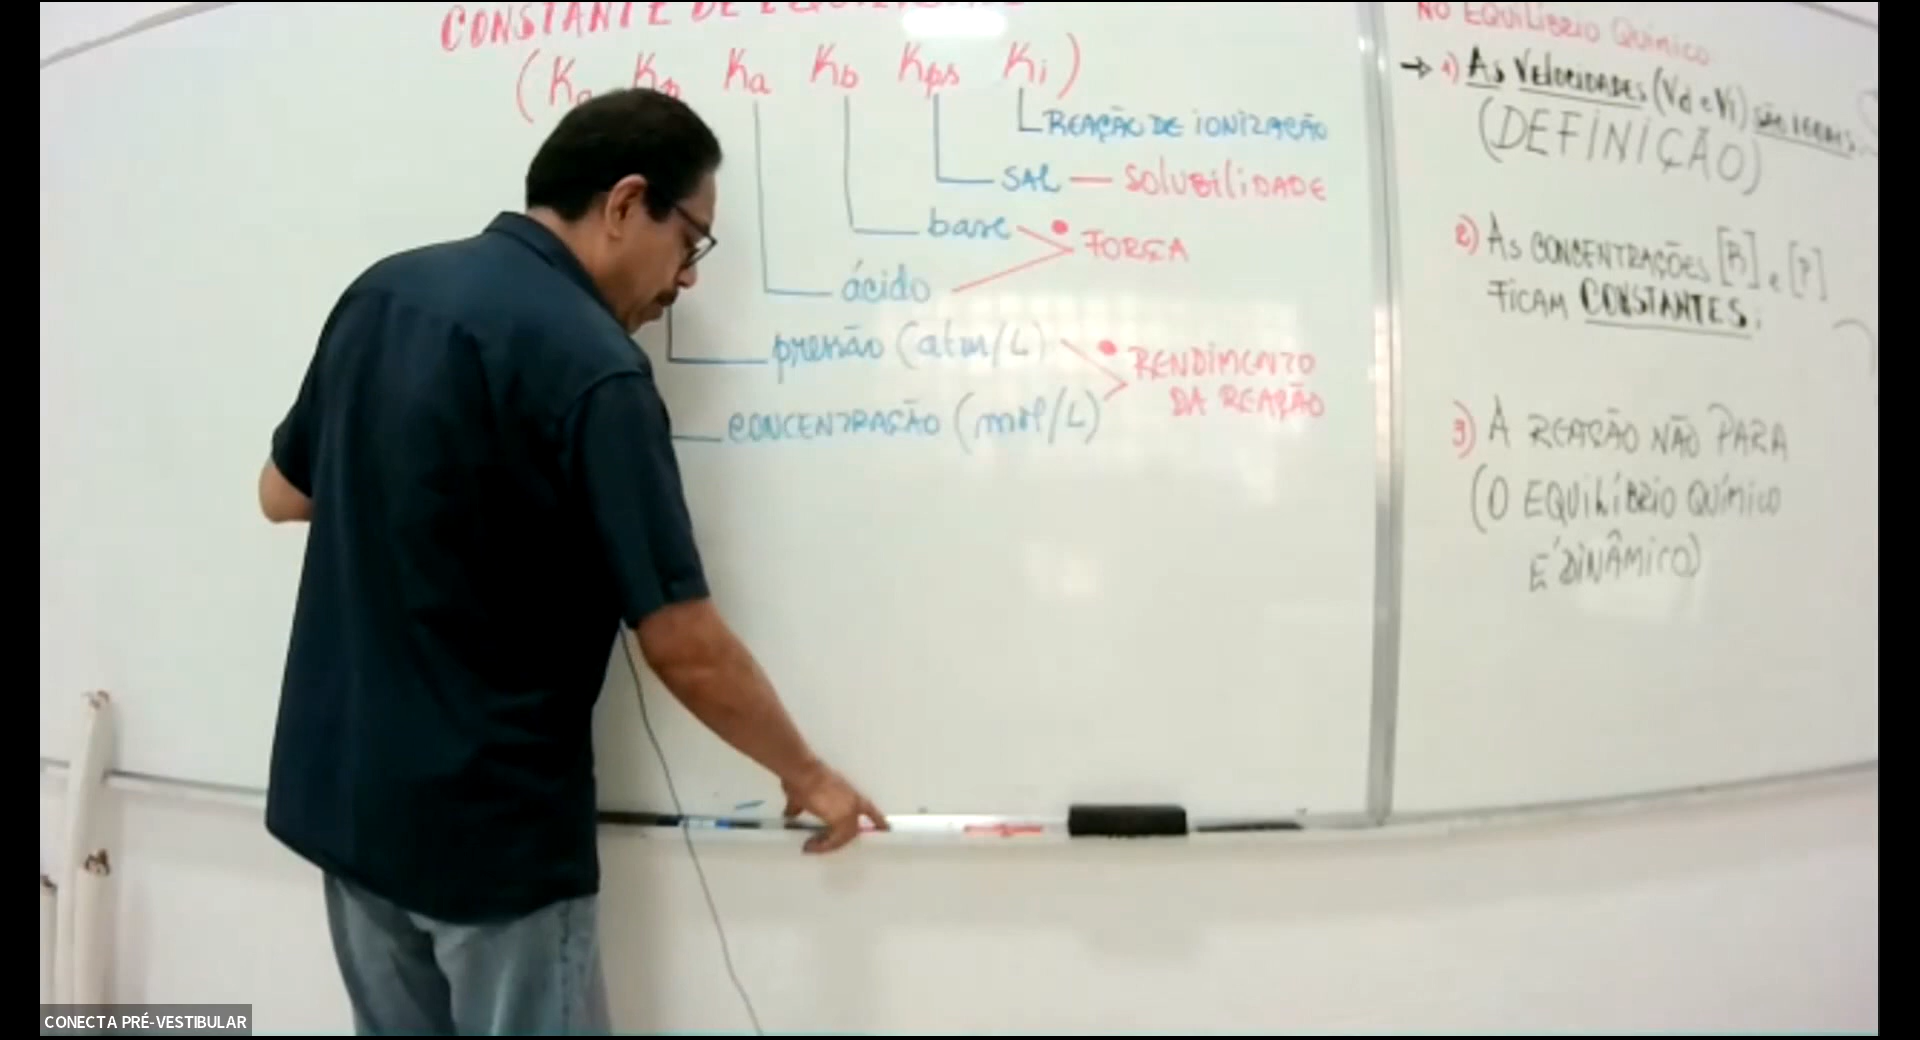 CONSTANTE DE
(Kc Kp Ka Kb Kps Ki)
REAÇÃO DE IONIZAÇÃO
SAL — SOLUBILIDADE
base
FORÇA
ácido
pressão (atm/L)
RENDIMENTO
DA REAÇÃO
CONCENTRAÇÃO (mol/L)
NO EQUILÍBRIO QUÍMICO
→ 1) AS VELOCIDADES (Vd e Vi) SÃO IGUAIS.
(DEFINIÇÃO)
2) AS CONCENTRAÇÕES [R] e [P]
FICAM CONSTANTES.
3) A REAÇÃO NÃO PARA
(O EQUILÍBRIO QUÍMICO
É DINÂMICO)
CONECTA PRÉ-VESTIBULAR